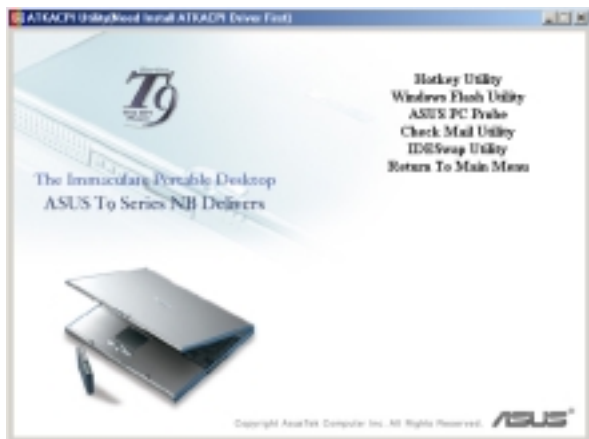 ATKACPI Utility(Need Install ATKACPI Driver First)
T9
Hotkey Utility
Windows Flash Utility
ASUS PC Probe
Check Mail Utility
IDESwap Utility
Return To Main Menu
The Immaculate Portable Desktop
ASUS T9 Series NB Delivers
Copyright AsusTek Computer Inc. All Rights Reserved.
ASUS